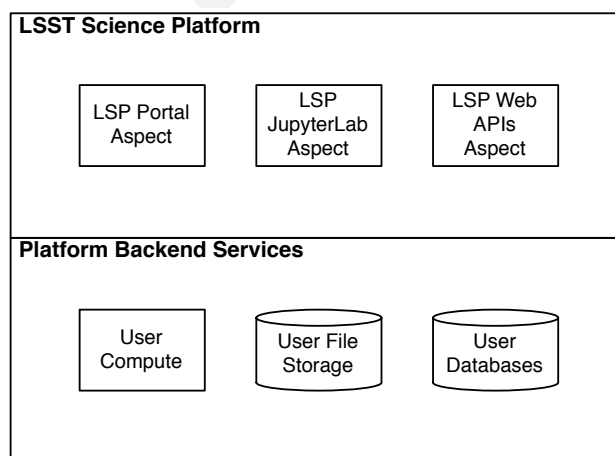 LSST Science Platform
LSP Portal
Aspect
LSP
JupyterLab
Aspect
LSP Web
APIs
Aspect
Platform Backend Services
User
Compute
User File
Storage
User
Databases